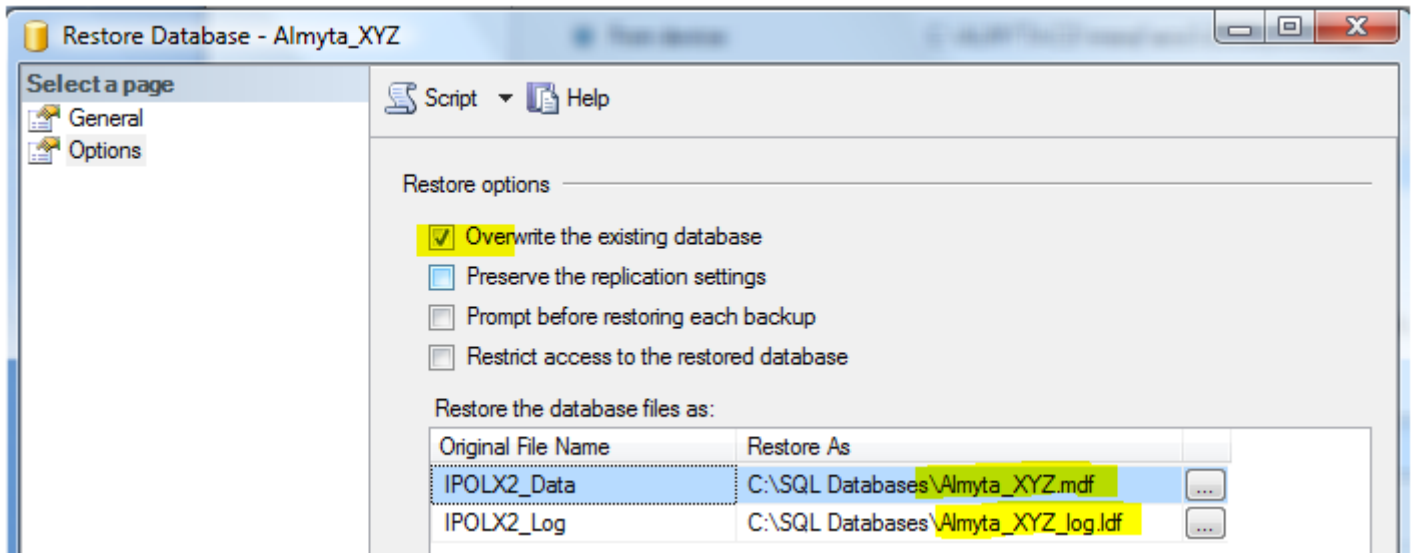 Restore Database - Almyta_XYZ
Select a page
General
Options
Script Help
Restore options
Overwrite the existing database
Preserve the replication settings
Prompt before restoring each backup
Restrict access to the restored database
Restore the database files as:
Original File Name Restore As
IPOLX2_Data C:\SQL Databases\Almyta_XYZ.mdf ...
IPOLX2_Log C:\SQL Databases\Almyta_XYZ_log.ldf ...